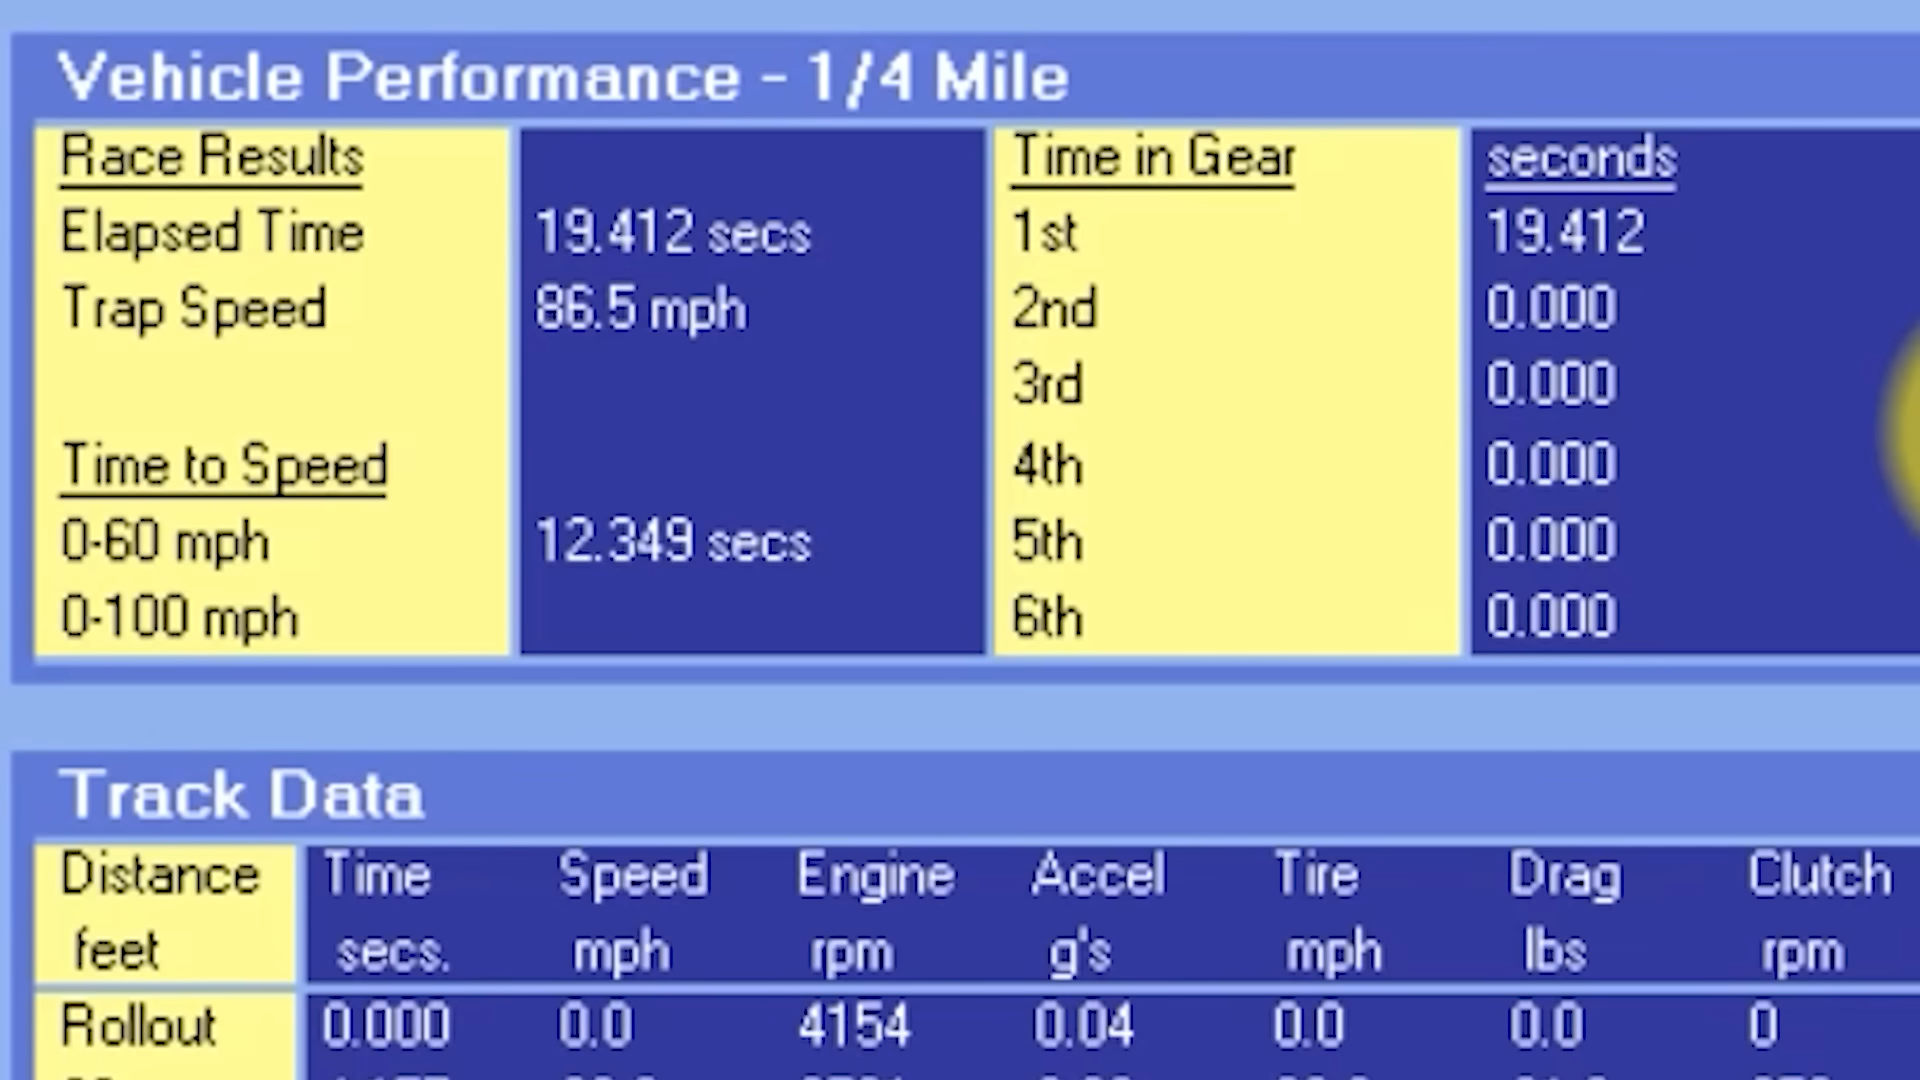 Vehicle Performance - 1/4 Mile
Race Results Time in Gear seconds
Elapsed Time 19.412 secs 1st 19.412
Trap Speed 86.5 mph 2nd 0.000
3rd 0.000
Time to Speed 4th 0.000
0-60 mph 12.349 secs 5th 0.000
0-100 mph 6th 0.000
Track Data
Distance Time Speed Engine Accel Tire Drag Clutch
feet secs. mph rpm g's mph lbs rpm
Rollout 0.000 0.0 4154 0.04 0.0 0.0 0